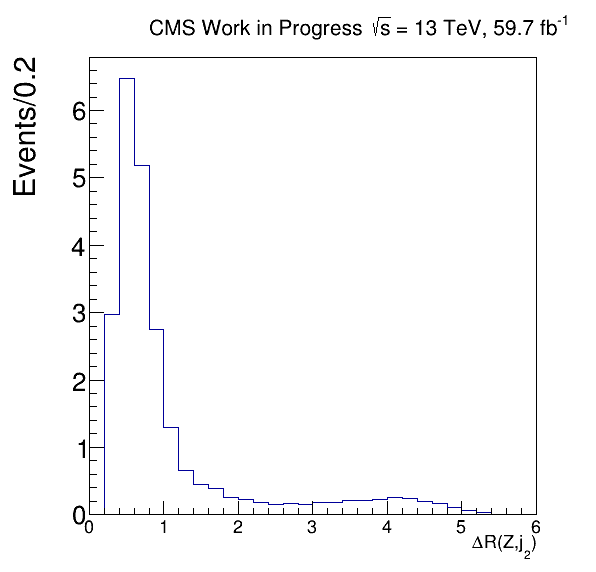 CMS Work in Progress √s = 13 TeV, 59.7 fb⁻¹
Events/0.2
6
5
4
3
2
1
0
0 1 2 3 4 5 6
ΔR(Z,j₂)